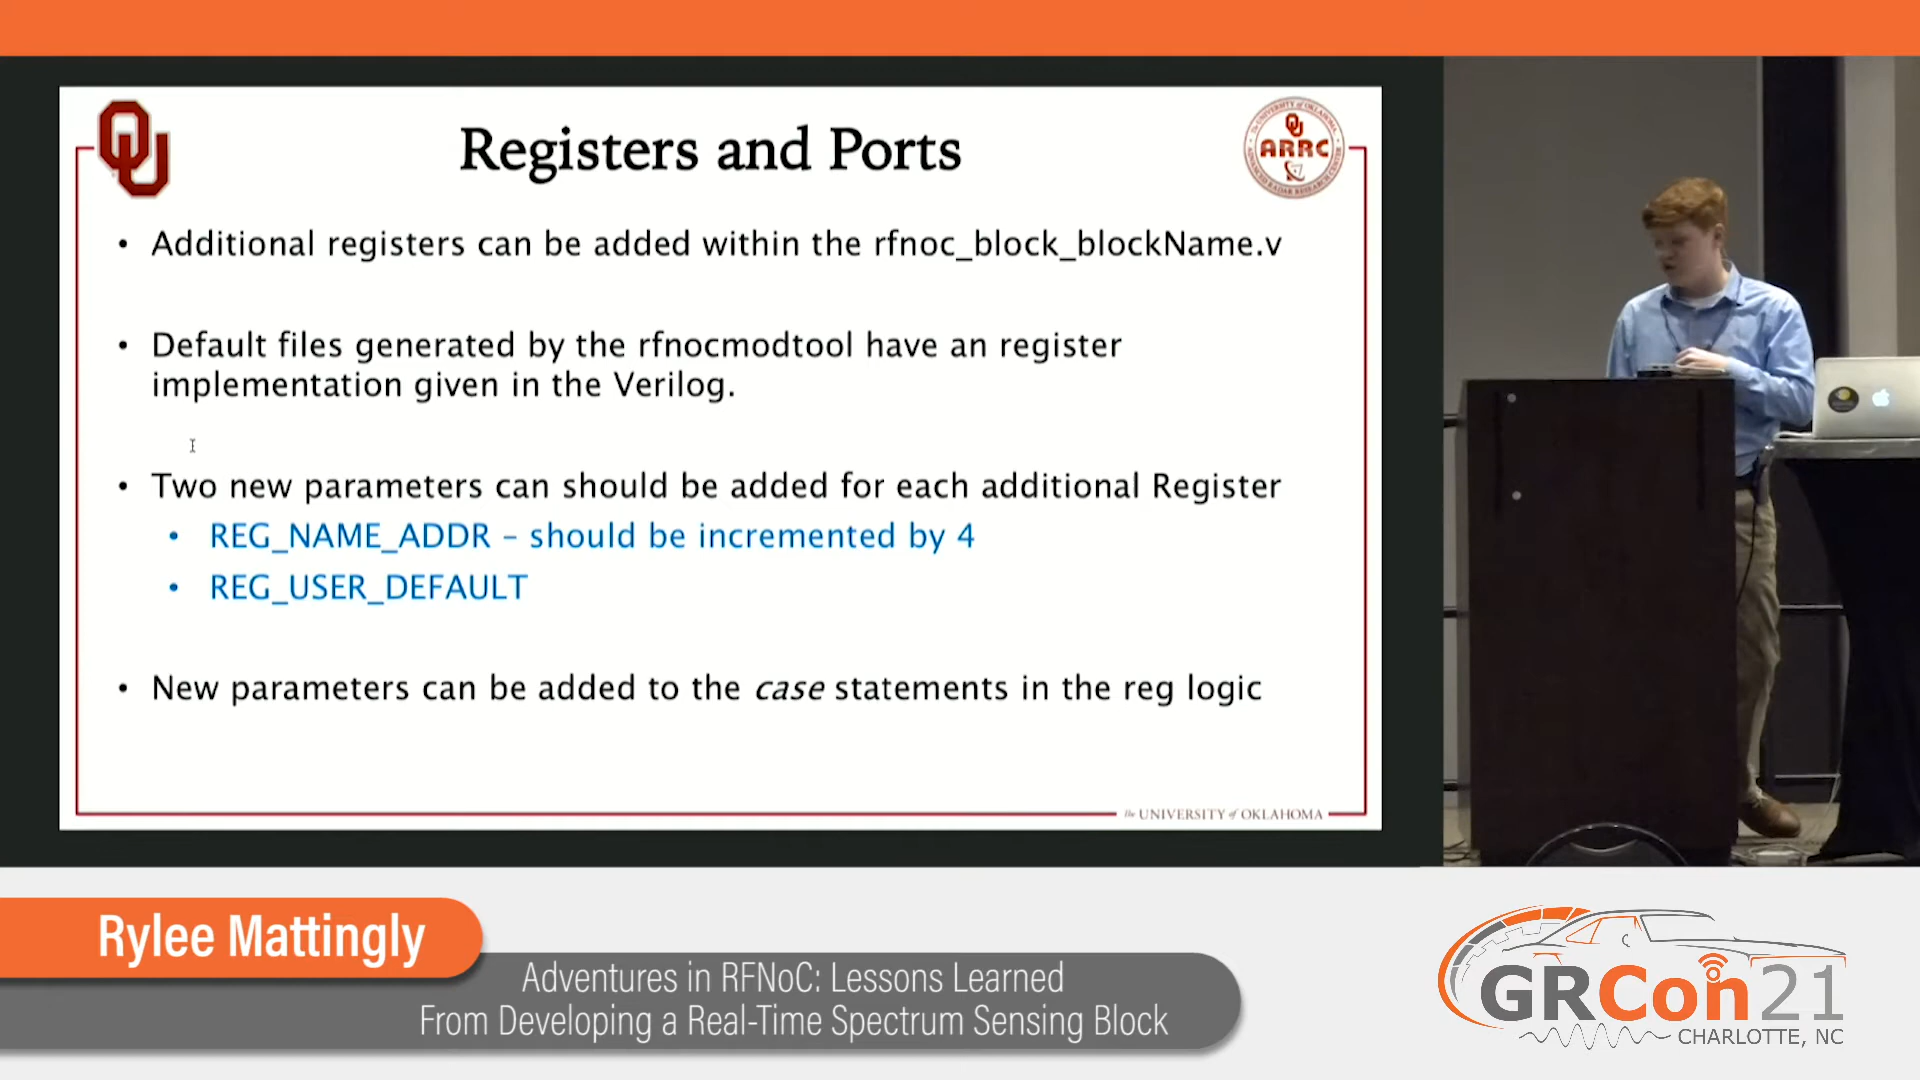 OU
Registers and Ports
OU
ARRC
• Additional registers can be added within the rfnoc_block_blockName.v
• Default files generated by the rfnocmodtool have an register
implementation given in the Verilog.
• Two new parameters can should be added for each additional Register
• REG_NAME_ADDR – should be incremented by 4
• REG_USER_DEFAULT
• New parameters can be added to the case statements in the reg logic
The UNIVERSITY of OKLAHOMA
Rylee Mattingly
Adventures in RFNoC: Lessons Learned
From Developing a Real-Time Spectrum Sensing Block
GRCon21
CHARLOTTE, NC